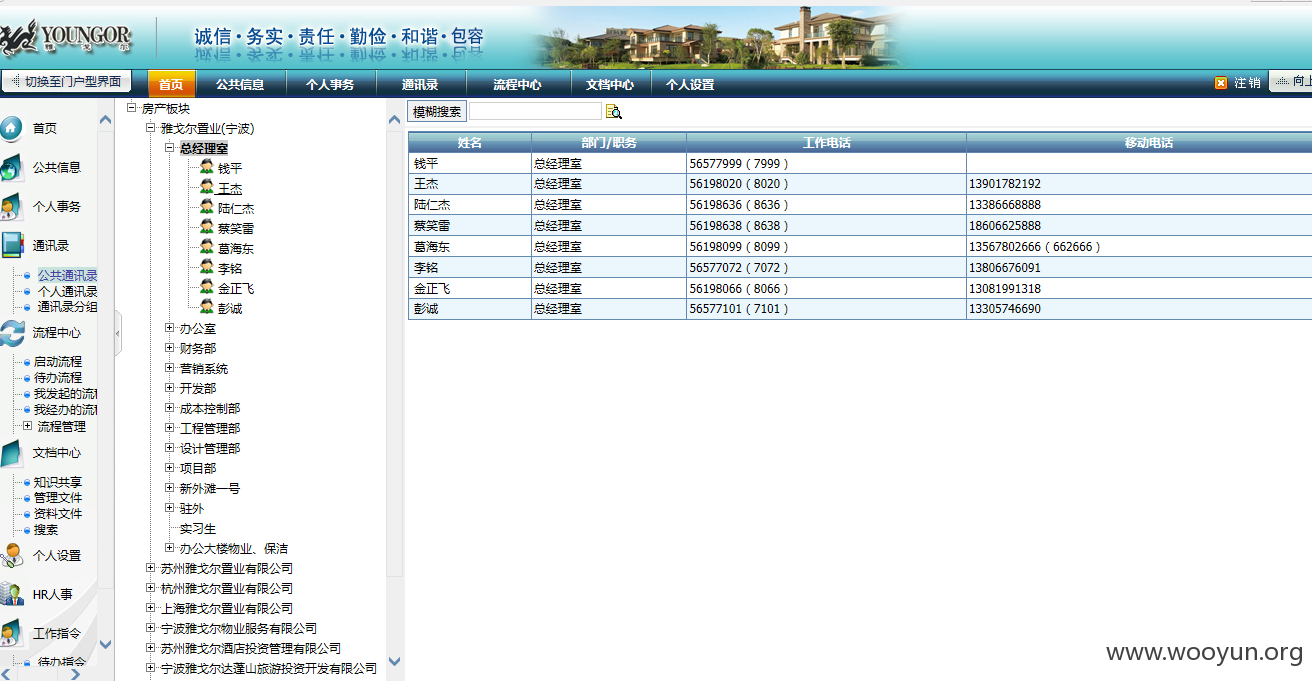 YOUNGOR
雅戈尔
诚信·务实·责任·勤俭·和谐·包容
切换至门户型界面
首页 公共信息 个人事务 通讯录 流程中心 文档中心 个人设置 注销 向上
首页
公共信息
个人事务
通讯录
公共通讯录
个人通讯录
通讯录分组
流程中心
启动流程
待办流程
我发起的流程
我经办的流程
流程管理
文档中心
知识共享
管理文件
资料文件
搜索
个人设置
HR人事
工作指令
待办指令
房产板块
雅戈尔置业(宁波)
总经理室
钱平
王杰
陆仁杰
蔡笑雷
葛海东
李铭
金正飞
彭诚
办公室
财务部
营销系统
开发部
成本控制部
工程管理部
设计管理部
项目部
新外滩一号
驻外
实习生
办公大楼物业、保洁
苏州雅戈尔置业有限公司
杭州雅戈尔置业有限公司
上海雅戈尔置业有限公司
宁波雅戈尔物业服务有限公司
苏州雅戈尔酒店投资管理有限公司
宁波雅戈尔达蓬山旅游投资开发有限公司
模糊搜索
姓名 部门/职务 工作电话 移动电话
钱平 总经理室 56577999（7999）
王杰 总经理室 56198020（8020） 13901782192
陆仁杰 总经理室 56198636（8636） 13386668888
蔡笑雷 总经理室 56198638（8638） 18606625888
葛海东 总经理室 56198099（8099） 13567802666（662666）
李铭 总经理室 56577072（7072） 13806676091
金正飞 总经理室 56198066（8066） 13081991318
彭诚 总经理室 56577101（7101） 13305746690
www.wooyun.org